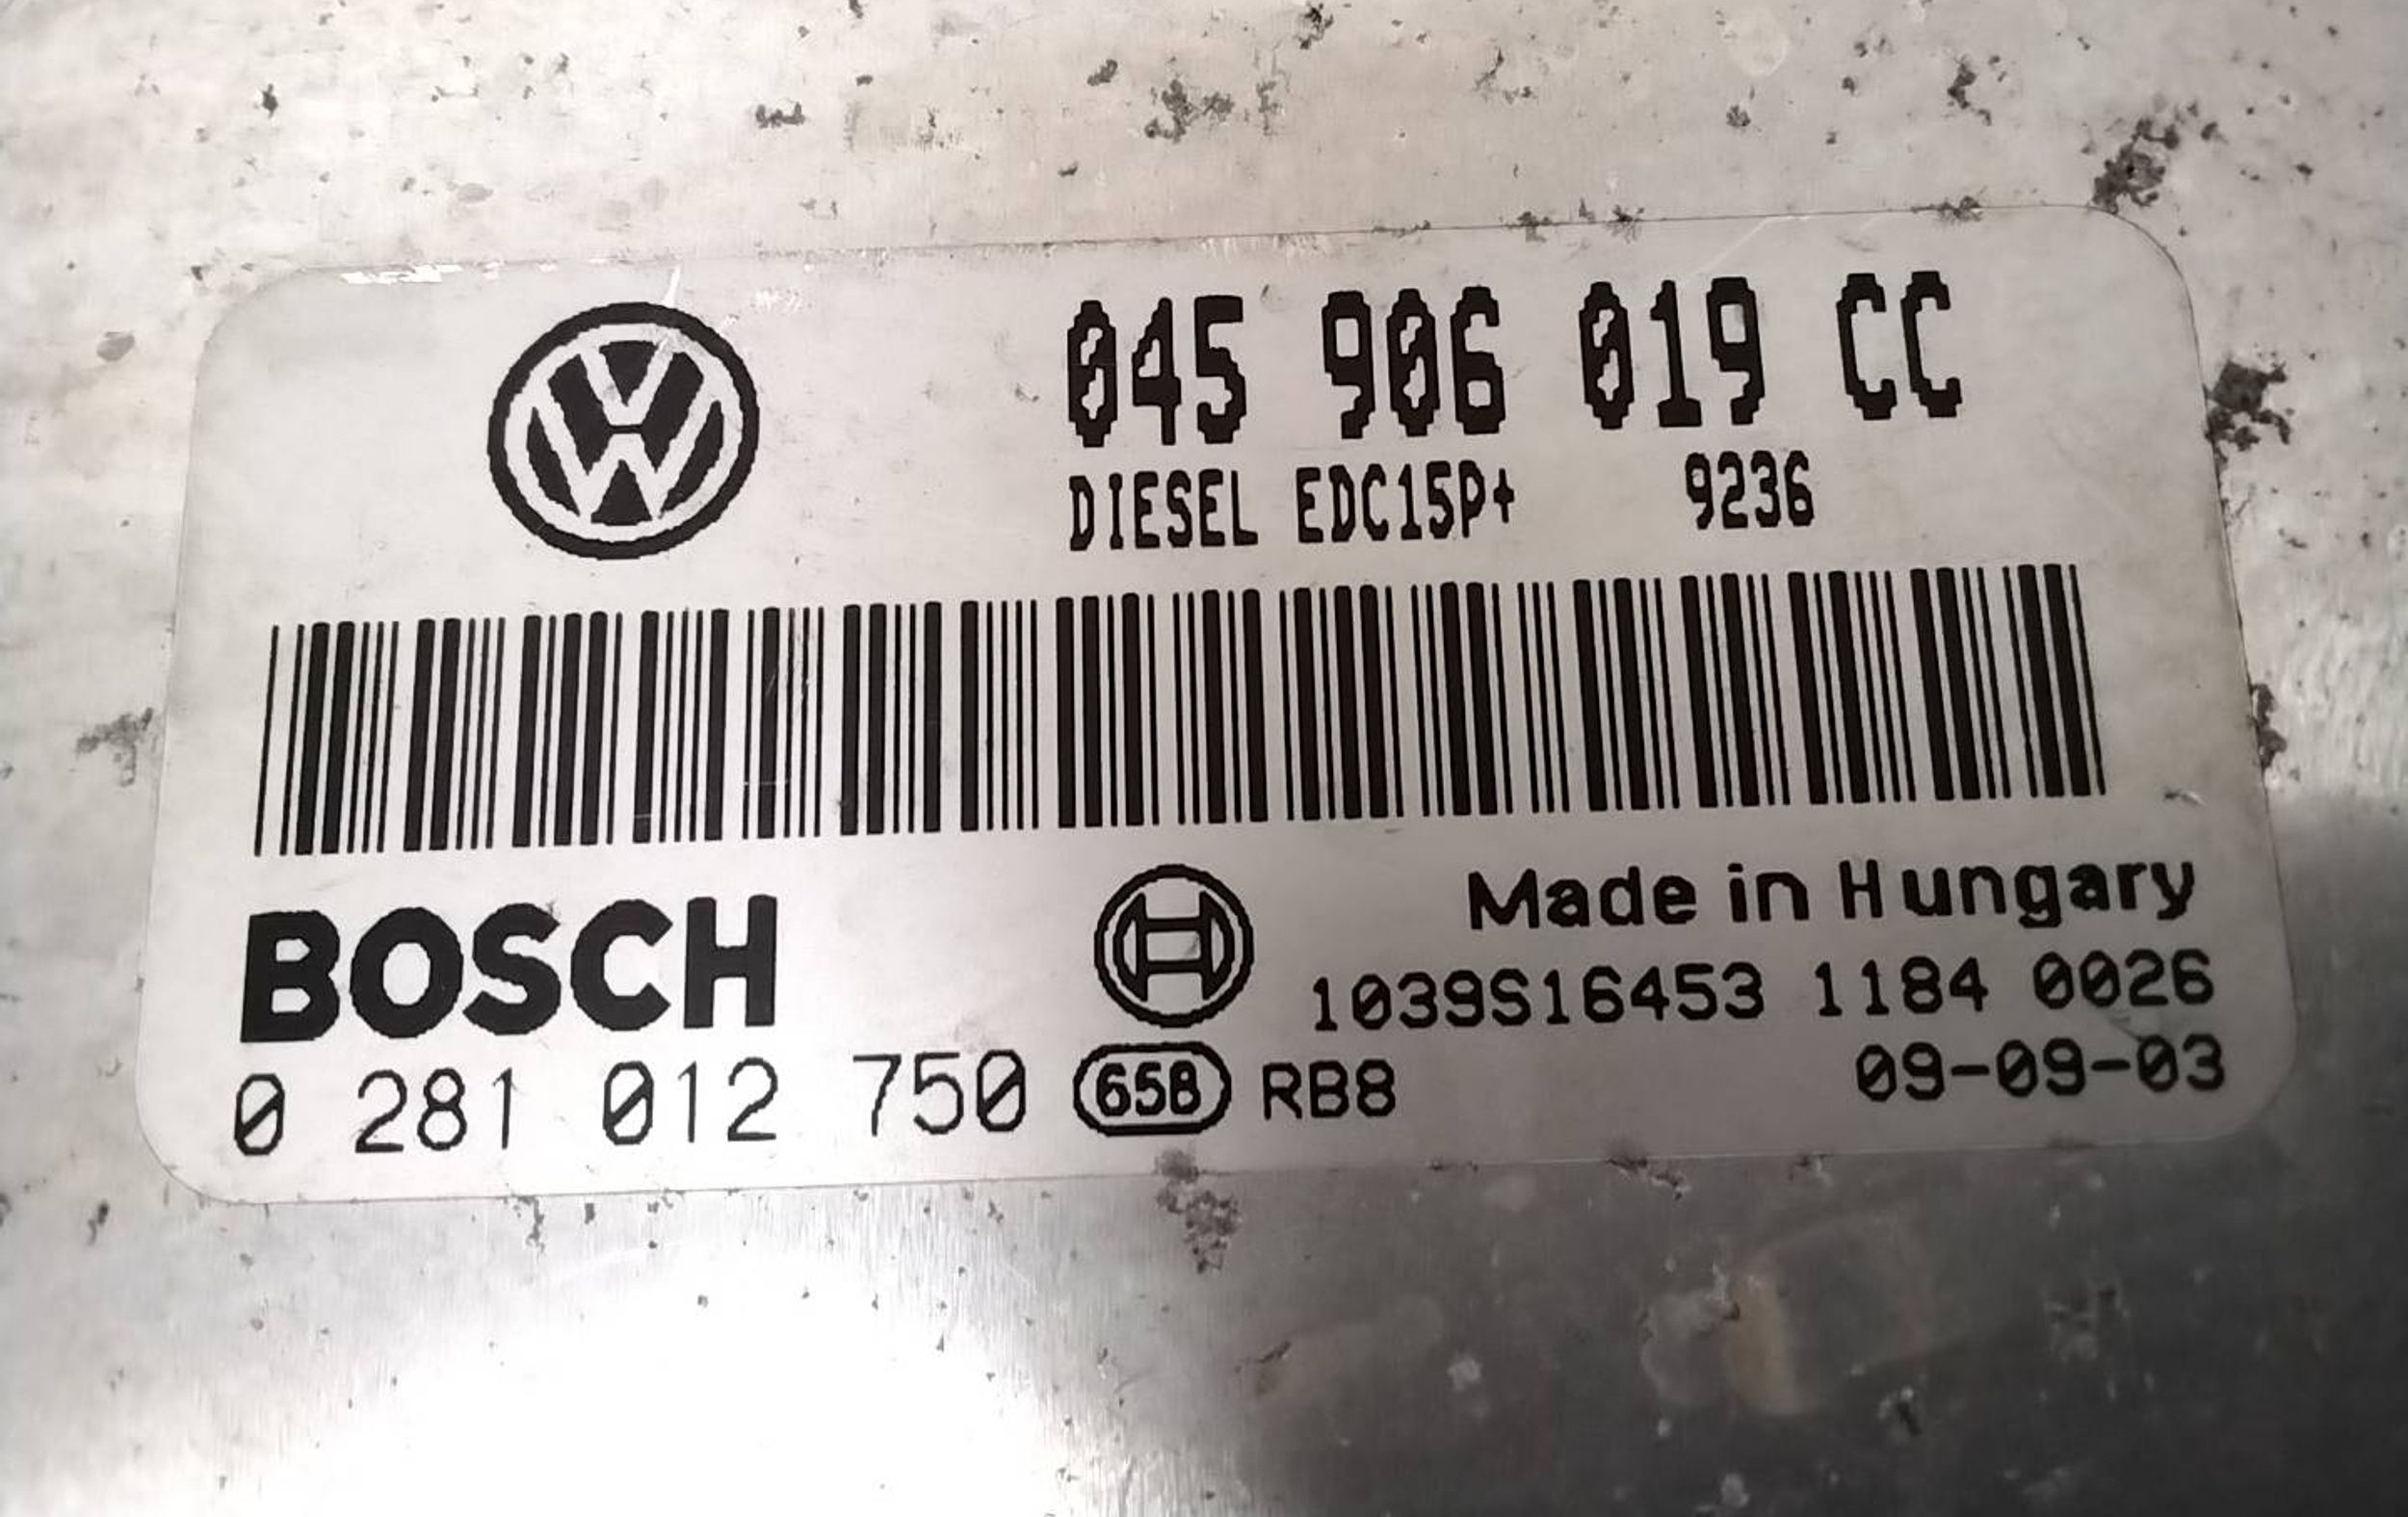 045 906 019 CC
DIESEL EDC15P+ 9236
BOSCH
Made in Hungary
1039S16453 1184 0026
0 281 012 750 658 RB8 09-09-03